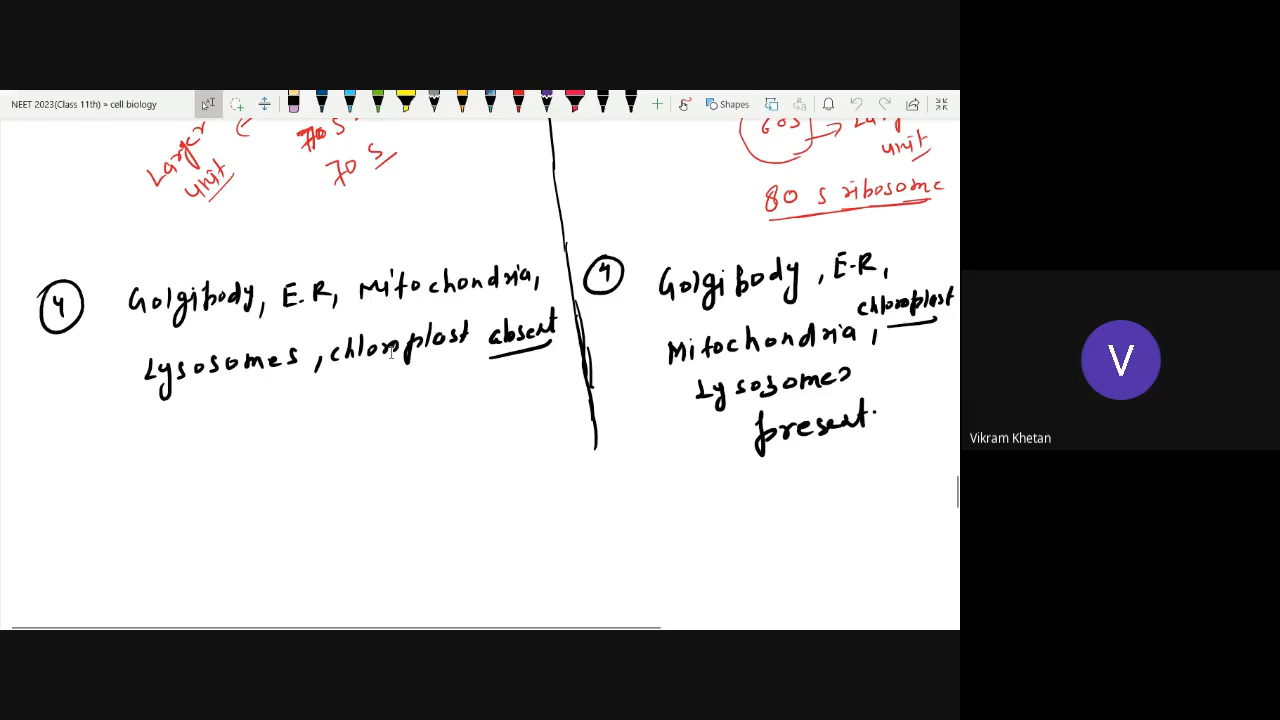 NEET 2023(Class 11th) » cell biology
Shapes
Larger
unit
70 S
70 S
60S
unit
80 s ribosome
4
Golgibody, E.R, Mitochondria,
Lysosomes, chloroplast absent
4
Golgibody, E.R,
chloroplast
Mitochondria,
Lysosomes
present.
V
Vikram Khetan